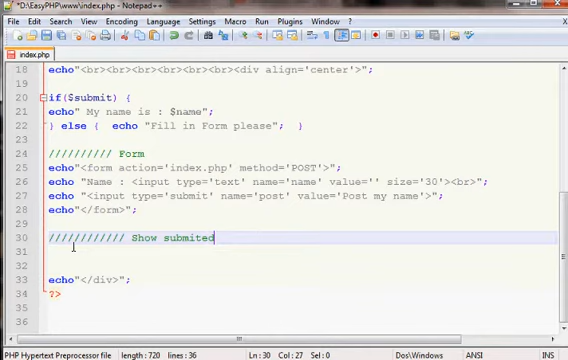 *D:\EasyPHP\www\index.php - Notepad++
File Edit Search View Encoding Language Settings Macro Run Plugins Window ?
index.php
18 echo"<br><br><br><br><br><br><div align='center'>";
19
20 if($submit) {
21 echo" My name is : $name";
22 } else { echo "Fill in Form please"; }
23
24 ////////// Form
25 echo"<form action='index.php' method='POST'>";
26 echo "Name : <input type='text' name='name' value='' size='30'><br>";
27 echo "<input type='submit' name='post' value='Post my name'>";
28 echo"</form>";
29
30 //////////// Show submited
31
32
33 echo"</div>";
34 ?>
35
36
PHP Hypertext Preprocessor file length : 720 lines : 36 Ln : 30 Col : 27 Sel : 0 Dos\Windows ANSI